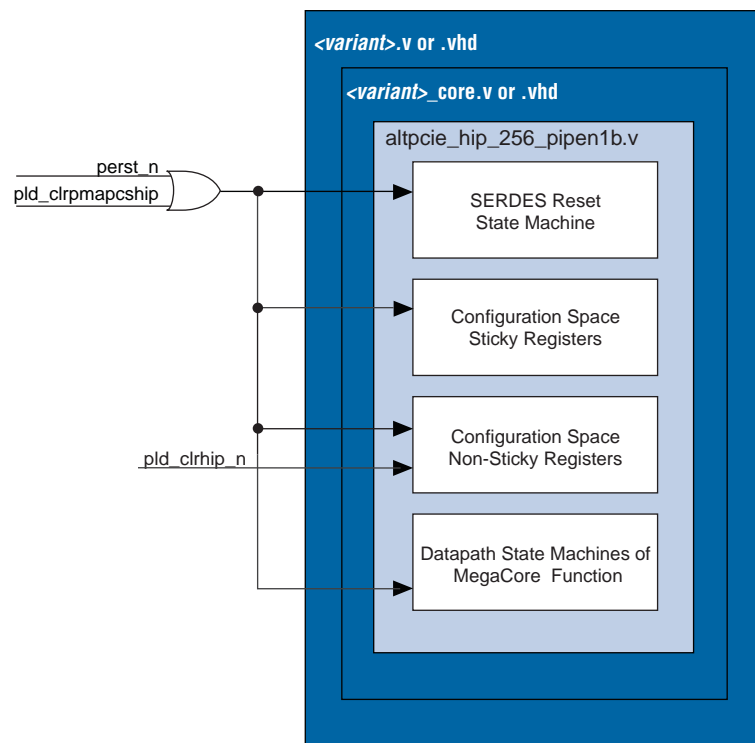 <variant>.v or .vhd
<variant>_core.v or .vhd
altpcie_hip_256_pipen1b.v
perst_n
pld_clrpmapcship
SERDES Reset
State Machine
Configuration Space
Sticky Registers
Configuration Space
Non-Sticky Registers
pld_clrhip_n
Datapath State Machines of
MegaCore Function